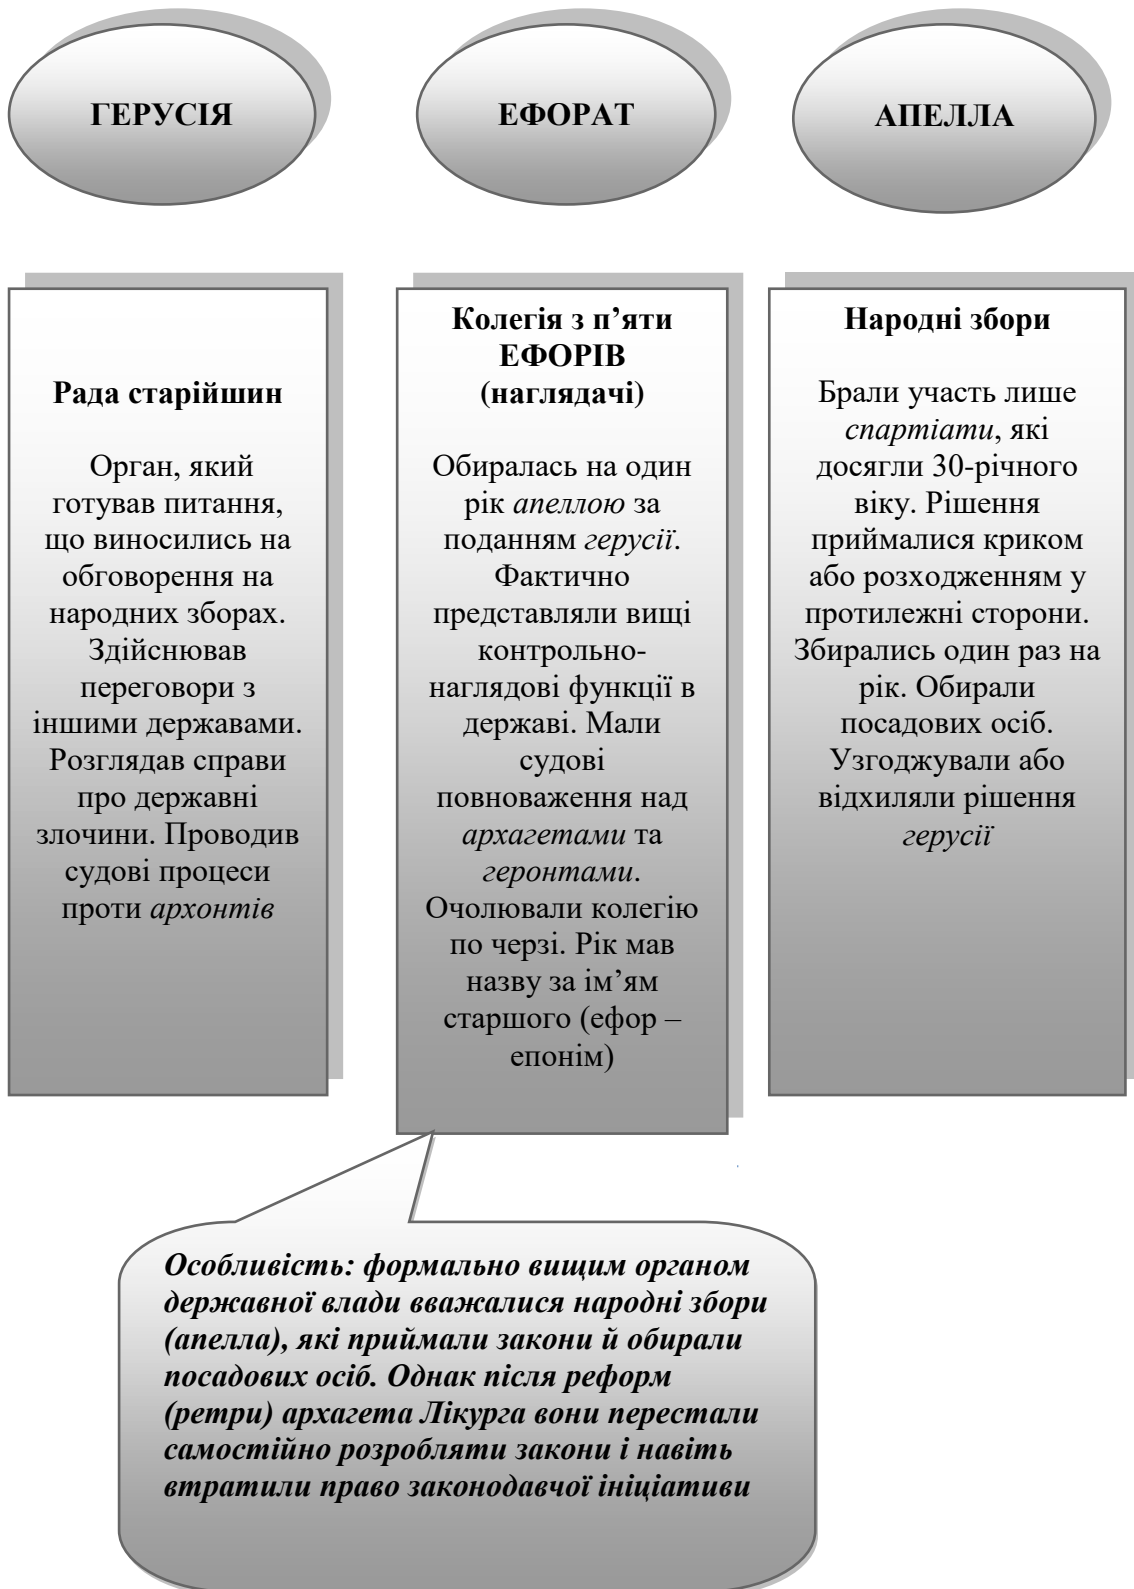 ГЕРУСІЯ
ЕФОРАТ
АПЕЛЛА
Рада старійшин
Орган, який
готував питання,
що виносились на
обговорення на
народних зборах.
Здійснював
переговори з
іншими державами.
Розглядав справи
про державні
злочини. Проводив
судові процеси
проти архонтів
Колегія з п’яти
ЕФОРІВ
(наглядачі)
Обиралась на один
рік апеллою за
поданням герусії.
Фактично
представляли вищі
контрольно-
наглядові функції в
державі. Мали
судові
повноваження над
архагетами та
геронтами.
Очолювали колегію
по черзі. Рік мав
назву за ім’ям
старшого (ефор –
епонім)
Народні збори
Брали участь лише
спартіати, які
досягли 30-річного
віку. Рішення
приймалися криком
або розходженням у
протилежні сторони.
Збирались один раз на
рік. Обирали
посадових осіб.
Узгоджували або
відхиляли рішення
герусії
Особливість: формально вищим органом
державної влади вважалися народні збори
(апелла), які приймали закони й обирали
посадових осіб. Однак після реформ
(ретри) архагета Лікурга вони перестали
самостійно розробляти закони і навіть
втратили право законодавчої ініціативи